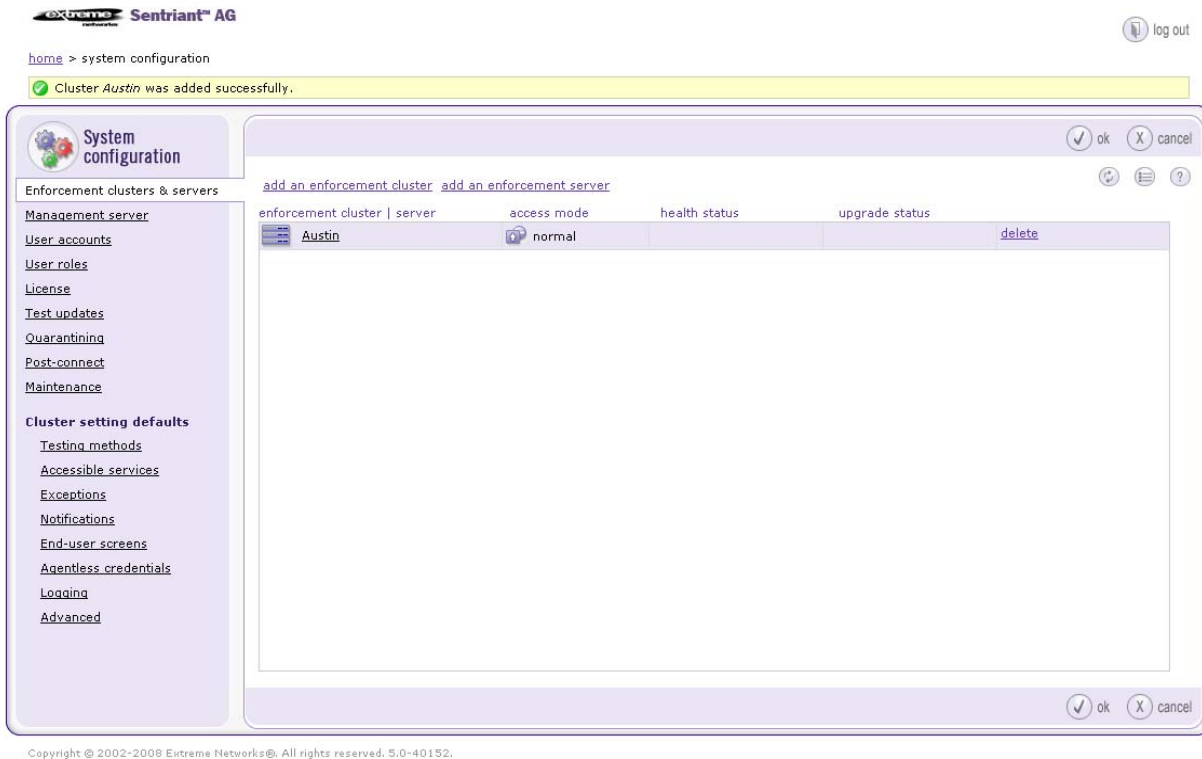 extreme Sentriant™ AG
log out
home > system configuration
Cluster Austin was added successfully.
System
configuration
ok cancel
Enforcement clusters & servers
Management server
User accounts
User roles
License
Test updates
Quarantining
Post-connect
Maintenance
Cluster setting defaults
Testing methods
Accessible services
Exceptions
Notifications
End-user screens
Agentless credentials
Logging
Advanced
add an enforcement cluster add an enforcement server
enforcement cluster | server access mode health status upgrade status
Austin normal delete
ok cancel
Copyright © 2002-2008 Extreme Networks®. All rights reserved. 5.0-40152.